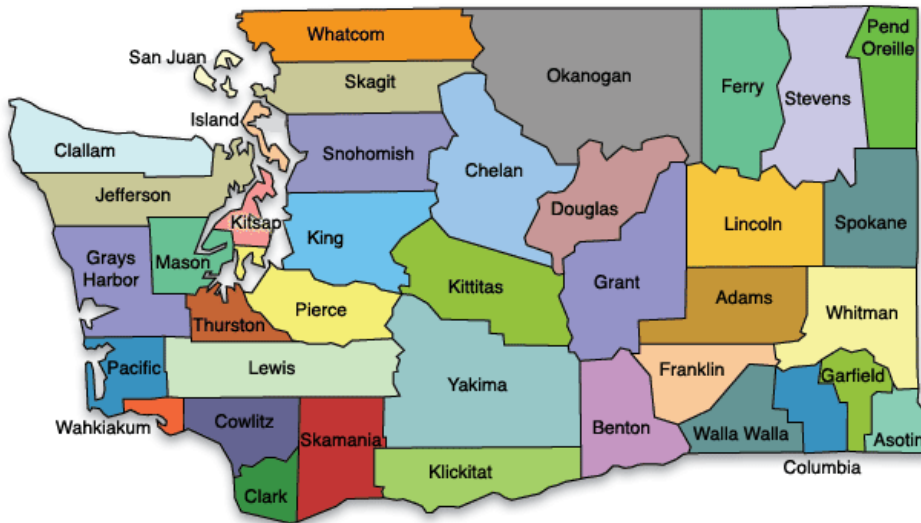 Whatcom
San Juan
Skagit
Island
Okanogan
Ferry
Stevens
Pend
Oreille
Clallam
Snohomish
Chelan
Jefferson
Kitsap
King
Douglas
Lincoln
Spokane
Grays
Harbor
Mason
Kittitas
Grant
Adams
Whitman
Thurston
Pierce
Pacific
Lewis
Yakima
Franklin
Garfield
Wahkiakum
Cowlitz
Skamania
Benton
Walla Walla
Asotin
Columbia
Klickitat
Clark